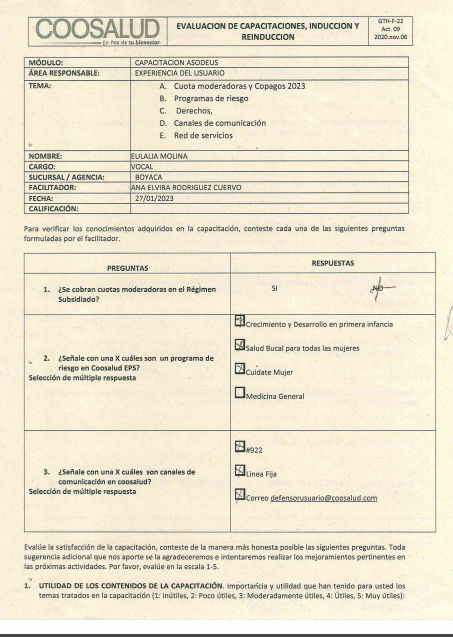 COOSALUD
En Pos de tu bienestar
EVALUACION DE CAPACITACIONES, INDUCCION Y
REINDUCCION
GTH-F-22
Act. 09
2020.nov.06
MÓDULO: CAPACITACION ASODEUS
ÁREA RESPONSABLE: EXPERIENCIA DEL USUARIO
TEMA: A. Cuota moderadoras y Copagos 2023
B. Programas de riesgo
C. Derechos,
D. Canales de comunicación
E. Red de servicios
NOMBRE: EULALIA MOLINA
CARGO: VOCAL
SUCURSAL / AGENCIA: BOYACA
FACILITADOR: ANA ELVIRA RODRIGUEZ CUERVO
FECHA: 27/01/2023
CALIFICACIÓN:
Para verificar los conocimientos adquiridos en la capacitación, conteste cada una de las siguientes preguntas
formuladas por el facilitador.
PREGUNTAS
RESPUESTAS
1. ¿Se cobran cuotas moderadoras en el Régimen
Subsidiado?
SI NO
2. ¿Señale con una X cuáles son un programa de
riesgo en Coosalud EPS?
Selección de múltiple respuesta
Crecimiento y Desarrollo en primera infancia
Salud Bucal para todas las mujeres
Cuidate Mujer
Medicina General
3. ¿Señale con una X cuáles son canales de
comunicación en coosalud?
Selección de múltiple respuesta
#922
Linea Fija
Correo defensorusuario@coosalud.com
Evalúe la satisfacción de la capacitación, conteste de la manera más honesta posible las siguientes preguntas. Toda
sugerencia adicional que nos aporte se la agradeceremos e intentaremos realizar los mejoramientos pertinentes en
las próximas actividades. Por favor, evalúe en la escala 1-5.
1. UTILIDAD DE LOS CONTENIDOS DE LA CAPACITACIÓN. Importancia y utilidad que han tenido para usted los
temas tratados en la capacitación (1: Inútiles, 2: Poco útiles, 3: Moderadamente útiles, 4: Útiles, 5: Muy útiles):